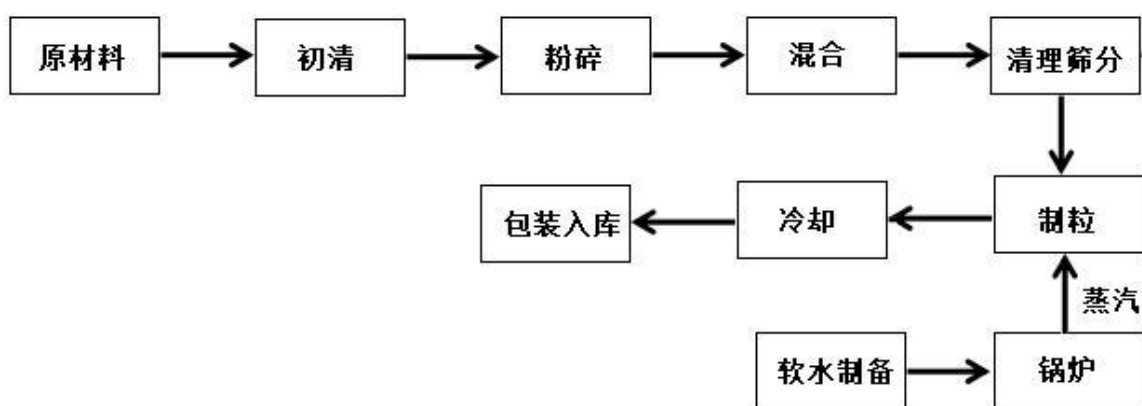 原材料
初清
粉碎
混合
清理筛分
包装入库
冷却
制粒
蒸汽
软水制备
锅炉